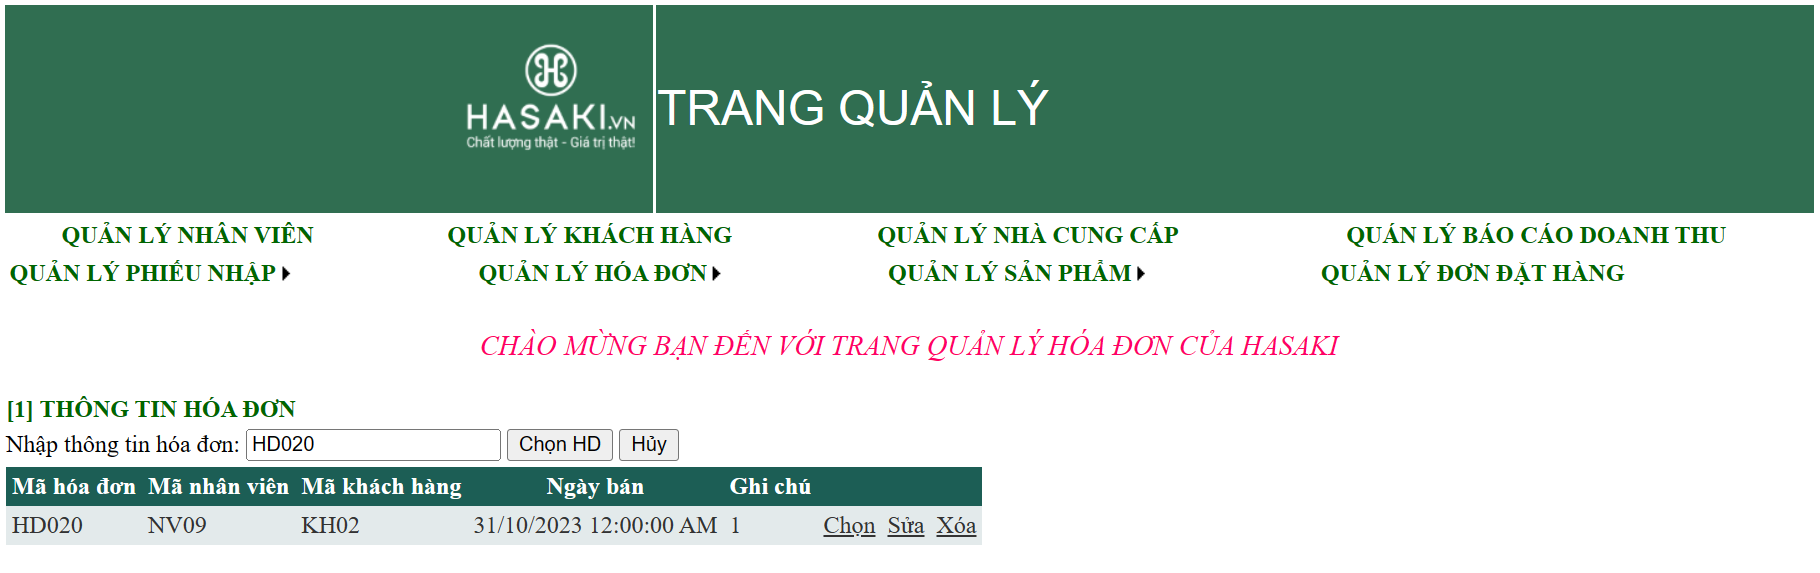 HASAKI.VN
Chất lượng thật - Giá trị thật!
TRANG QUẢN LÝ
QUẢN LÝ NHÂN VIÊN QUẢN LÝ KHÁCH HÀNG QUẢN LÝ NHÀ CUNG CẤP QUÁN LÝ BÁO CÁO DOANH THU
QUẢN LÝ PHIẾU NHẬP QUẢN LÝ HÓA ĐƠN QUẢN LÝ SẢN PHẨM QUẢN LÝ ĐƠN ĐẶT HÀNG
CHÀO MỪNG BẠN ĐẾN VỚI TRANG QUẢN LÝ HÓA ĐƠN CỦA HASAKI
[1] THÔNG TIN HÓA ĐƠN
Nhập thông tin hóa đơn: HD020 Chọn HD Hủy
Mã hóa đơn Mã nhân viên Mã khách hàng Ngày bán Ghi chú
HD020 NV09 KH02 31/10/2023 12:00:00 AM 1 Chọn Sửa Xóa